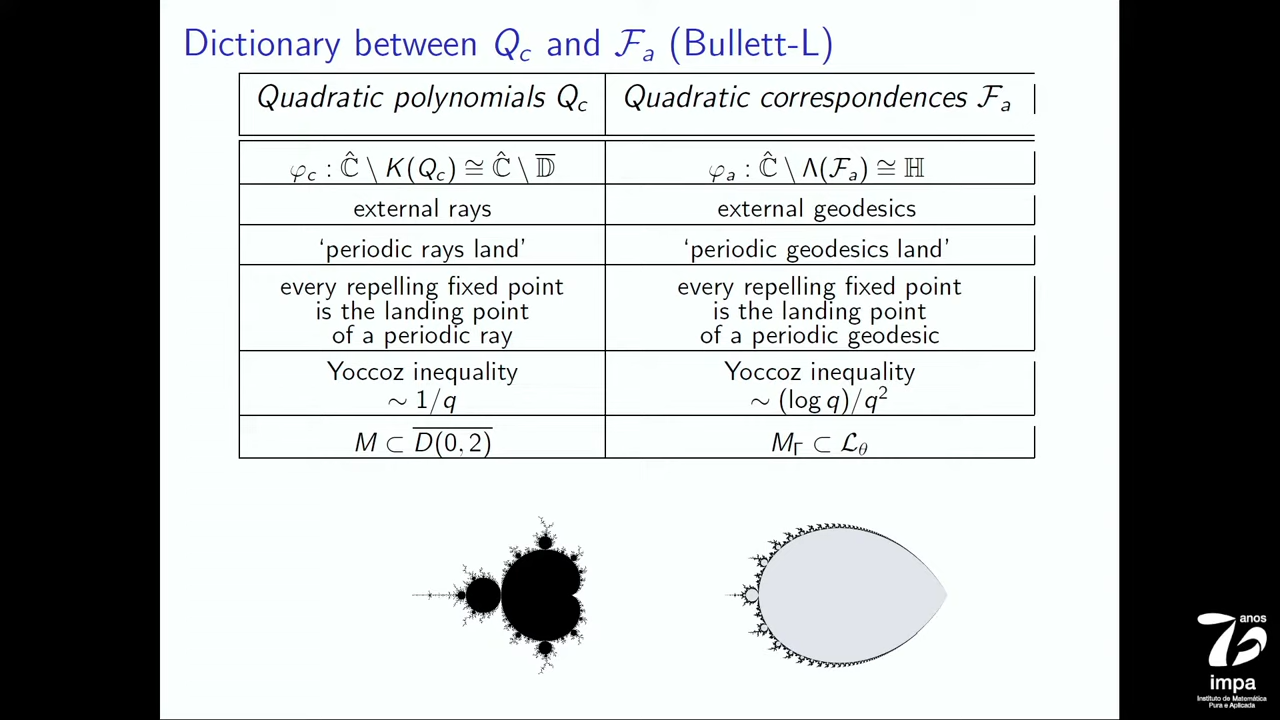 Dictionary between Q_c and ℱ_a (Bullett-L)
Quadratic polynomials Q_c
Quadratic correspondences ℱ_a
φ_c : Ĉ \ K(Q_c) ≅ Ĉ \ 𝔻̅
φ_a : Ĉ \ Λ(ℱ_a) ≅ ℍ
external rays
external geodesics
‘periodic rays land’
‘periodic geodesics land’
every repelling fixed point
is the landing point
of a periodic ray
every repelling fixed point
is the landing point
of a periodic geodesic
Yoccoz inequality
∼ 1/q
Yoccoz inequality
∼ (log q)/q²
M ⊂ \overline{D(0, 2)}
M_Γ ⊂ ℒ_θ
70 anos
impa
Instituto de Matemática
Pura e Aplicada